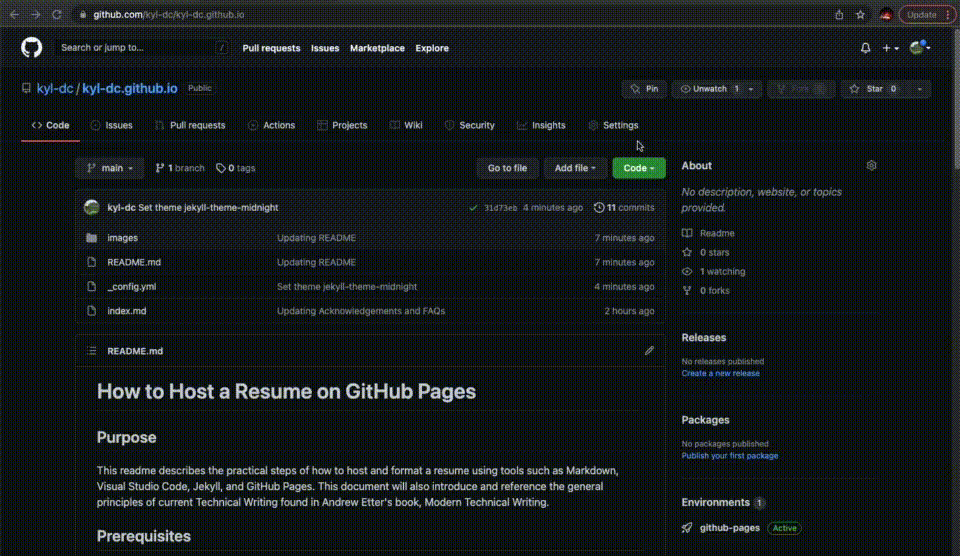 github.com/kyl-dc/kyl-dc.github.io
Update
Search or jump to...
/
Pull requests
Issues
Marketplace
Explore
kyl-dc / kyl-dc.github.io
Public
Pin
Unwatch 1
Fork
Star 0
Code
Issues
Pull requests
Actions
Projects
Wiki
Security
Insights
Settings
main
1 branch
0 tags
Go to file
Add file
Code
kyl-dc Set theme jekyll-theme-midnight
31d73eb 4 minutes ago
11 commits
images
Updating README
7 minutes ago
README.md
Updating README
7 minutes ago
_config.yml
Set theme jekyll-theme-midnight
4 minutes ago
index.md
Updating Acknowledgements and FAQs
2 hours ago
README.md
How to Host a Resume on GitHub Pages
Purpose
This readme describes the practical steps of how to host and format a resume using tools such as Markdown,
Visual Studio Code, Jekyll, and GitHub Pages. This document will also introduce and reference the general
principles of current Technical Writing found in Andrew Etter's book, Modern Technical Writing.
Prerequisites
About
No description, website, or topics
provided.
Readme
0 stars
1 watching
0 forks
Releases
No releases published
Create a new release
Packages
No packages published
Publish your first package
Environments 1
github-pages Active